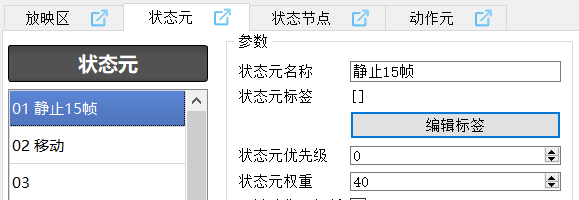 放映区 状态元 状态节点 动作元
状态元
01 静止15帧
02 移动
03
参数
状态元名称 静止15帧
状态元标签 []
编辑标签
状态元优先级 0
状态元权重 40